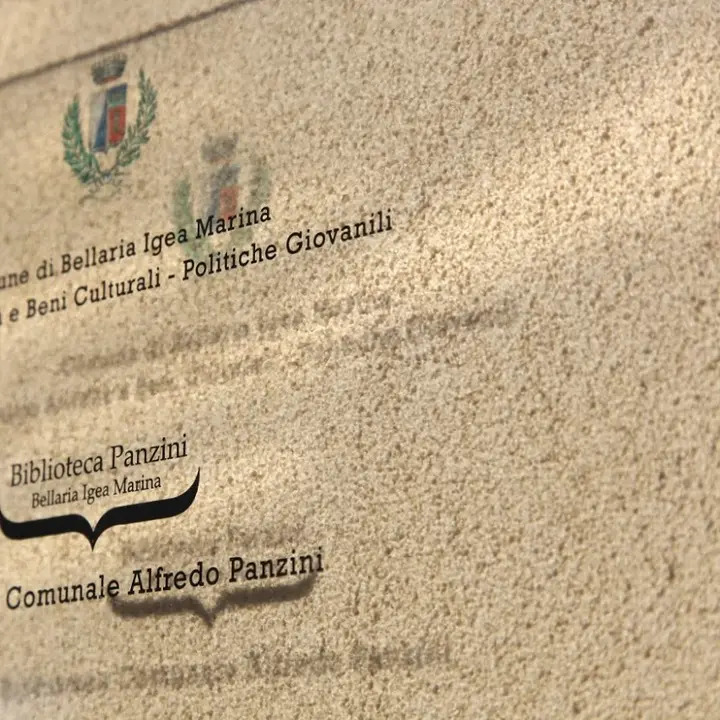 une di Bellaria Igea Marina
e Beni Culturali - Politiche Giovanili
Biblioteca Panzini
Bellaria Igea Marina
Comunale Alfredo Panzini